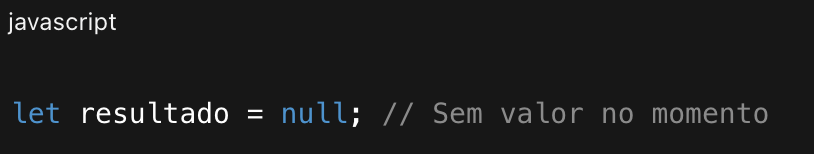 javascript
let resultado = null; // Sem valor no momento